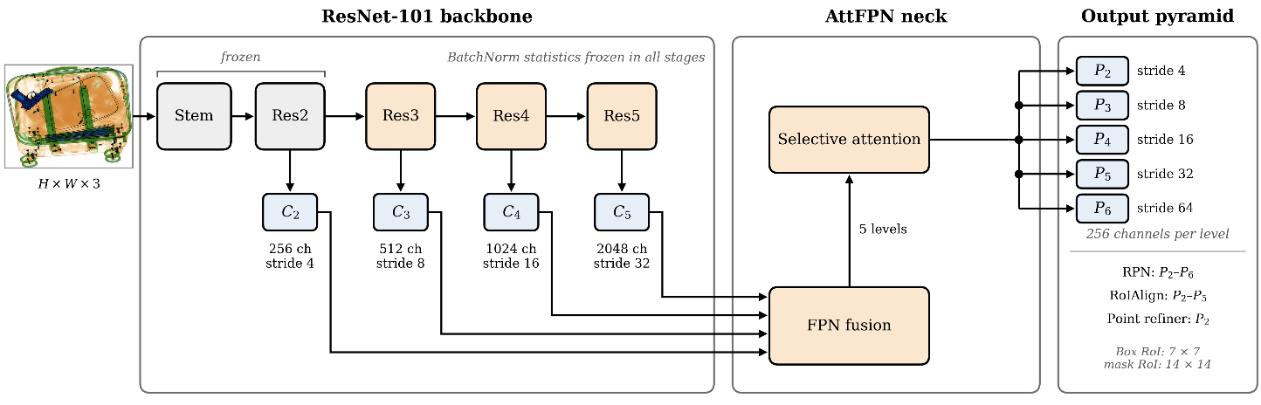 ResNet-101 backbone
AttFPN neck
Output pyramid
frozen
BatchNorm statistics frozen in all stages
H × W × 3
Stem
Res2
Res3
Res4
Res5
C₂
C₃
C₄
C₅
256 ch
stride 4
512 ch
stride 8
1024 ch
stride 16
2048 ch
stride 32
Selective attention
5 levels
FPN fusion
P₂ stride 4
P₃ stride 8
P₄ stride 16
P₅ stride 32
P₆ stride 64
256 channels per level
RPN: P₂–P₆
RoIAlign: P₂–P₅
Point refiner: P₂
Box RoI: 7 × 7
mask RoI: 14 × 14